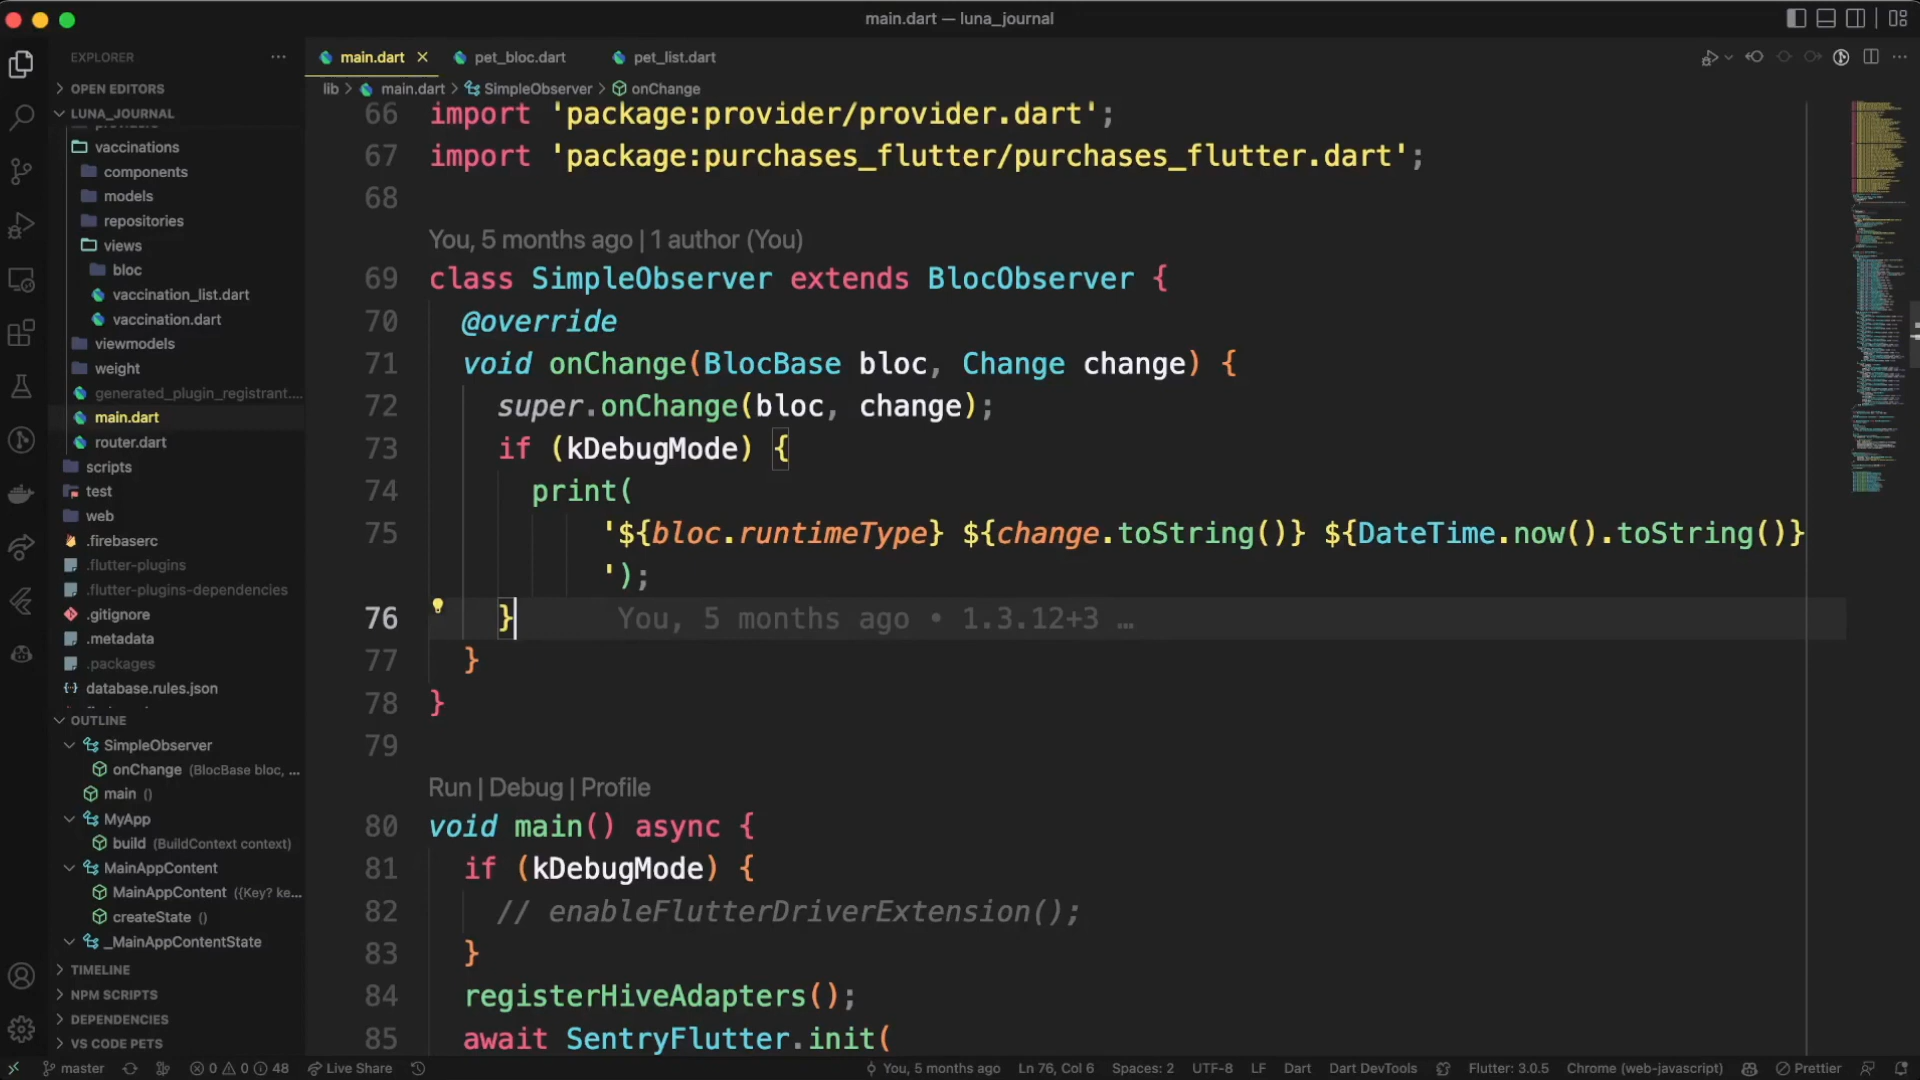 main.dart — luna_journal
EXPLORER
OPEN EDITORS
LUNA_JOURNAL
vaccinations
components
models
repositories
views
bloc
vaccination_list.dart
vaccination.dart
viewmodels
weight
generated_plugin_registrant....
main.dart
router.dart
scripts
test
web
.firebaserc
.flutter-plugins
.flutter-plugins-dependencies
.gitignore
.metadata
.packages
database.rules.json
OUTLINE
SimpleObserver
onChange (BlocBase bloc, ...
main ()
MyApp
build (BuildContext context)
MainAppContent
MainAppContent ({Key? ke...
createState ()
_MainAppContentState
TIMELINE
NPM SCRIPTS
DEPENDENCIES
VS CODE PETS
main.dart pet_bloc.dart pet_list.dart
lib > main.dart > SimpleObserver > onChange
66 import 'package:provider/provider.dart';
67 import 'package:purchases_flutter/purchases_flutter.dart';
68
You, 5 months ago | 1 author (You)
69 class SimpleObserver extends BlocObserver {
70 @override
71 void onChange(BlocBase bloc, Change change) {
72 super.onChange(bloc, change);
73 if (kDebugMode) {
74 print(
75 '${bloc.runtimeType} ${change.toString()} ${DateTime.now().toString()}
');
76 } You, 5 months ago • 1.3.12+3 …
77 }
78 }
79
Run | Debug | Profile
80 void main() async {
81 if (kDebugMode) {
82 // enableFlutterDriverExtension();
83 }
84 registerHiveAdapters();
85 await SentryFlutter.init(
master 0 0 48 Live Share You, 5 months ago Ln 76, Col 6 Spaces: 2 UTF-8 LF Dart Dart DevTools Flutter: 3.0.5 Chrome (web-javascript) Prettier